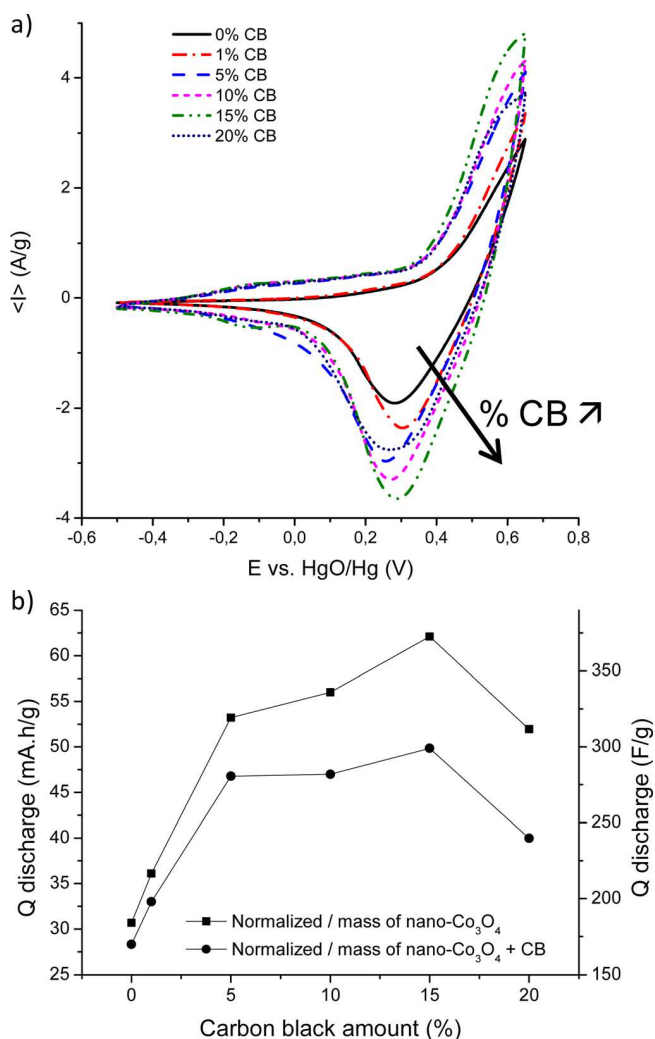 a)
0% CB
1% CB
5% CB
10% CB
15% CB
20% CB
4
2
0
-2
-4
<I> (A/g)
% CB ↗
-0,6 -0,4 -0,2 0,0 0,2 0,4 0,6 0,8
E vs. HgO/Hg (V)
b)
65
60
55
50
45
40
35
30
25
Q discharge (mA.h/g)
350
300
250
200
150
Q discharge (F/g)
Normalized / mass of nano-Co₃O₄
Normalized / mass of nano-Co₃O₄ + CB
0 5 10 15 20
Carbon black amount (%)